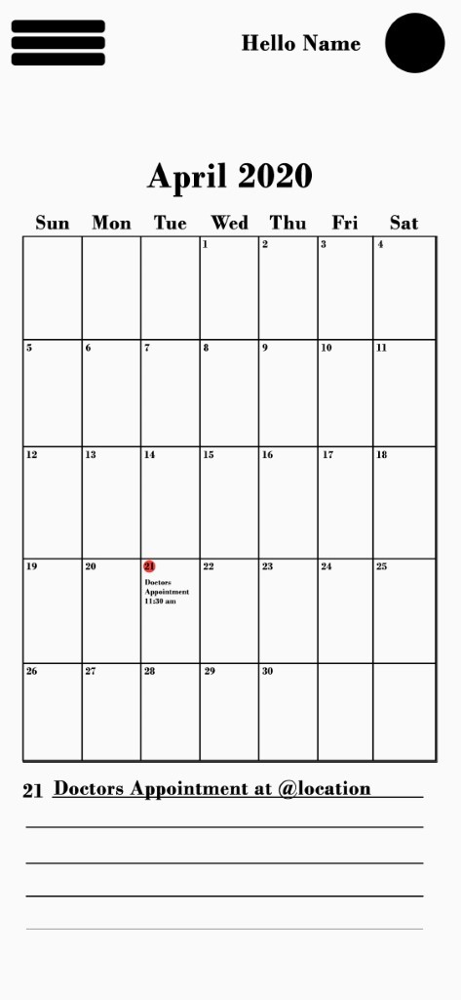 Hello Name
April 2020
Sun Mon Tue Wed Thu Fri Sat
1 2 3 4
5 6 7 8 9 10 11
12 13 14 15 16 17 18
19 20 21 22 23 24 25
Doctors
Appointment
11:30 am
26 27 28 29 30
21 Doctors Appointment at @location